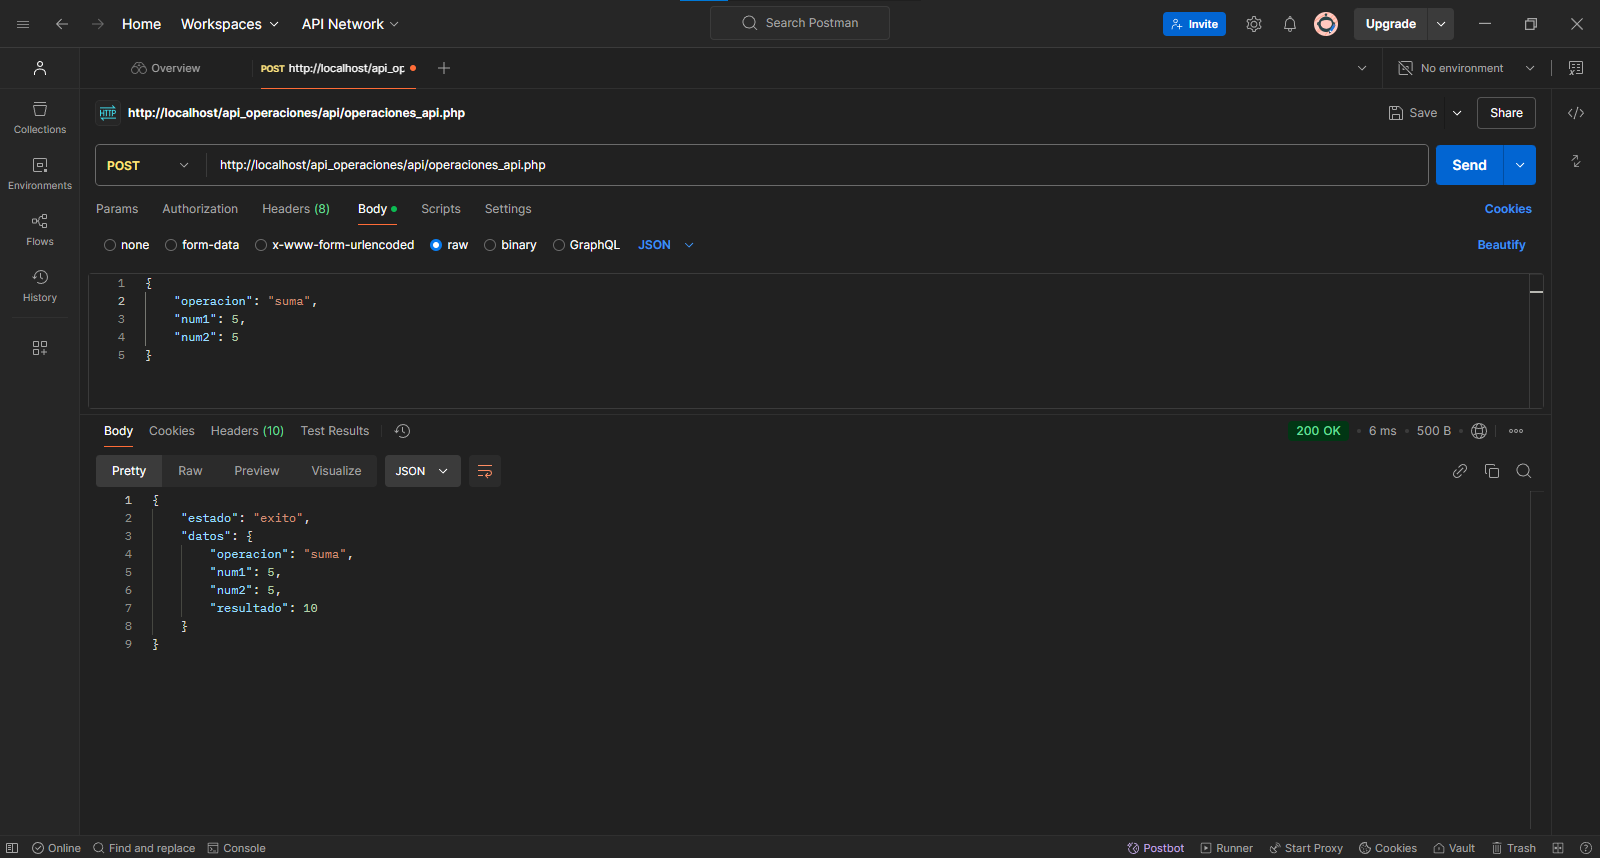 Home Workspaces API Network Search Postman Invite Upgrade
Overview POST http://localhost/api_op No environment
HTTP http://localhost/api_operaciones/api/operaciones_api.php Save Share
Collections
Environments
Flows
History
POST http://localhost/api_operaciones/api/operaciones_api.php Send
Params Authorization Headers (8) Body Scripts Settings Cookies
none form-data x-www-form-urlencoded raw binary GraphQL JSON Beautify
1 {
2 "operacion": "suma",
3 "num1": 5,
4 "num2": 5
5 }
Body Cookies Headers (10) Test Results 200 OK • 6 ms • 500 B •
Pretty Raw Preview Visualize JSON
1 {
2 "estado": "exito",
3 "datos": {
4 "operacion": "suma",
5 "num1": 5,
6 "num2": 5,
7 "resultado": 10
8 }
9 }
Online Find and replace Console Postbot Runner Start Proxy Cookies Vault Trash